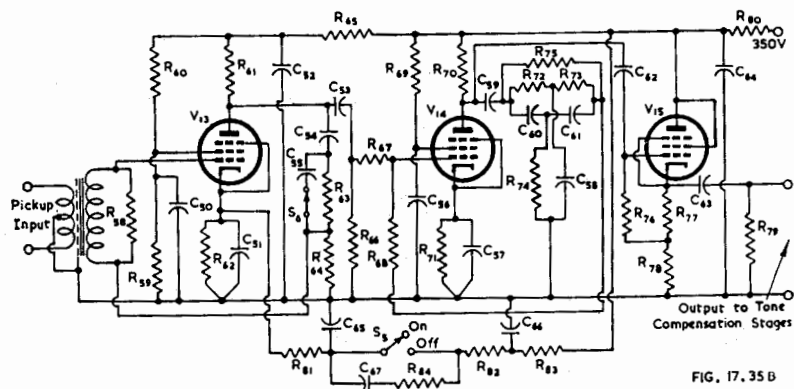 R65
R80
350V
R60
R61
C52
R69
R70
R75
R72
R73
C59
C62
C64
V13
C53
C54
V14
C60
C61
V15
C55
R67
R74
C58
Pickup
Input
R58
C50
S6
R63
C56
C63
R76
R77
R79
R59
R62
C51
R64
R66
R68
R71
C57
R78
C65
S5
On
Off
C66
Output to Tone
Compensation Stages
R81
C67
R84
R82
R83
FIG. 17.35 B